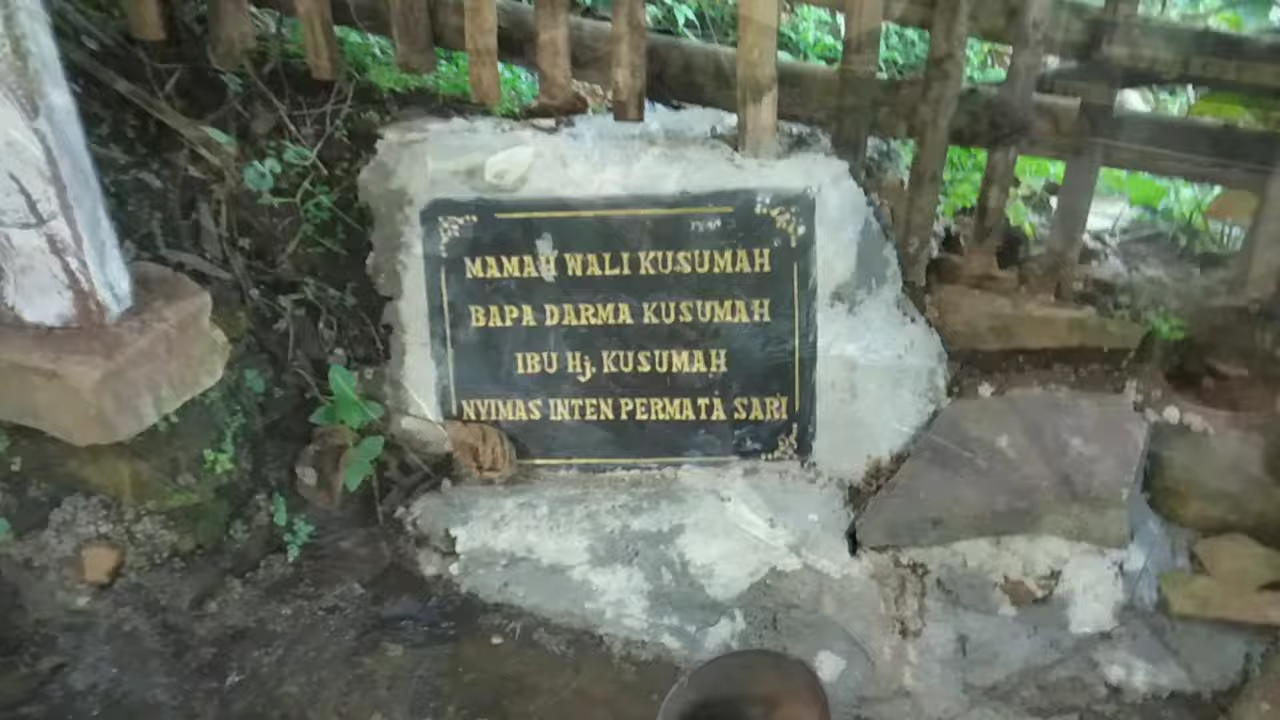 MAMAH WALI KUSUMAH
BAPA DARMA KUSUMAH
IBU Hj. KUSUMAH
NYIMAS INTEN PERMATA SARI